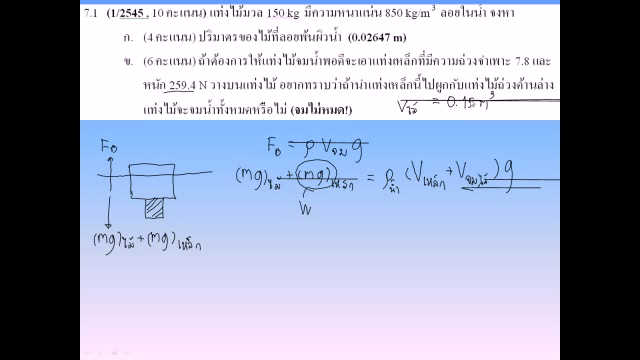 7.1 (1/2545, 10 คะแนน) แท่งไม้มวล 150 kg มีความหนาแน่น 850 kg/m³ ลอยในน้ำ จงหา
ก. (4 คะแนน) ปริมาตรของไม้ที่ลอยพ้นผิวน้ำ (0.02647 m)
ข. (6 คะแนน) ถ้าต้องการให้แท่งไม้จมน้ำพอดีจะเอาแท่งเหล็กที่มีความถ่วงจำเพาะ 7.8 และ
หนัก 259.4 N วางบนแท่งไม้ อยากทราบว่าถ้านำแท่งเหล็กนี้ไปผูกกับแท่งไม้ถ่วงด้านล่าง
แท่งไม้จะจมน้ำทั้งหมดหรือไม่ (จมไม่หมด!)
V ไม้ = 0.15 m³
F_B = ρ V จม g
(mg) ไม้ + (mg) เหล็ก = ρ น้ำ (V เหล็ก + V จมไม้) g
W
F_B
(mg) ไม้ + (mg) เหล็ก